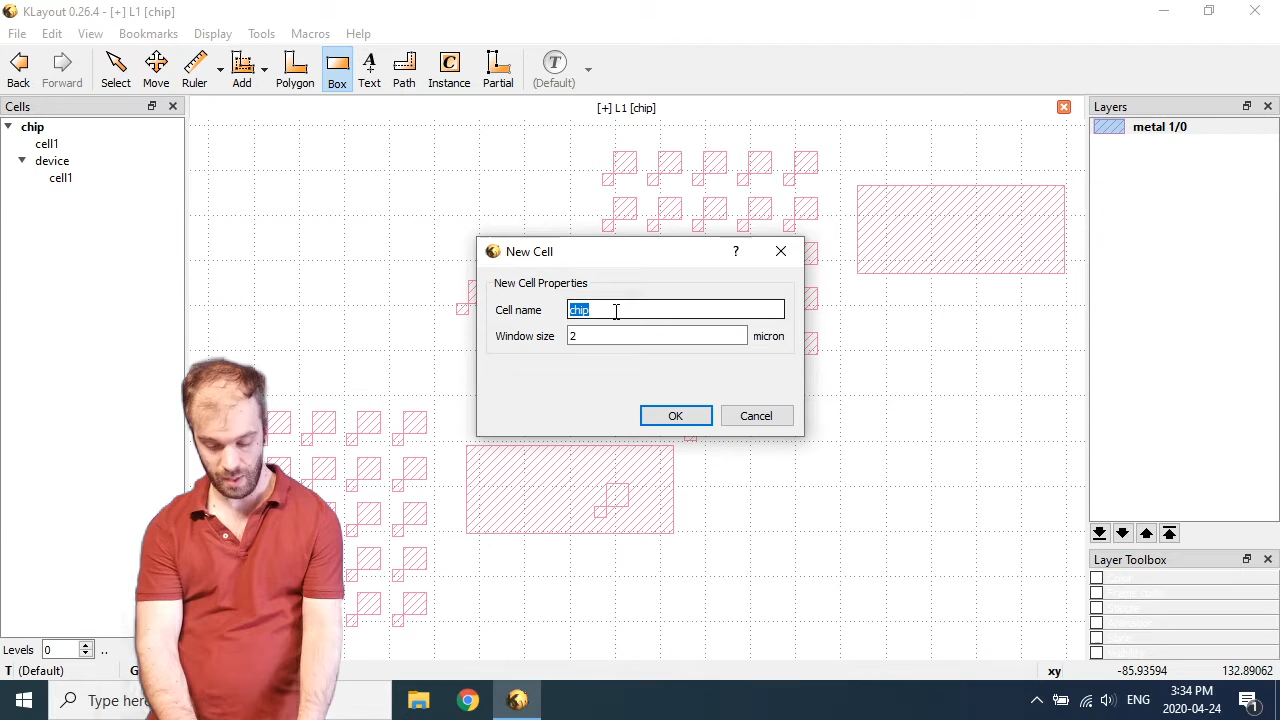 KLayout 0.26.4 - [+] L1 [chip]
File Edit View Bookmarks Display Tools Macros Help
Back Forward Select Move Ruler Add Polygon Box Text Path Instance Partial (Default)
Cells
[+] L1 [chip]
Layers
chip
cell1
device
cell1
metal 1/0
New Cell
?
New Cell Properties
Cell name chip
Window size 2 micron
OK Cancel
Layer Toolbox
Levels 0 ..
T (Default) G
xy -85.93594 132.89062
Type here
ENG
3:34 PM
2020-04-24
1